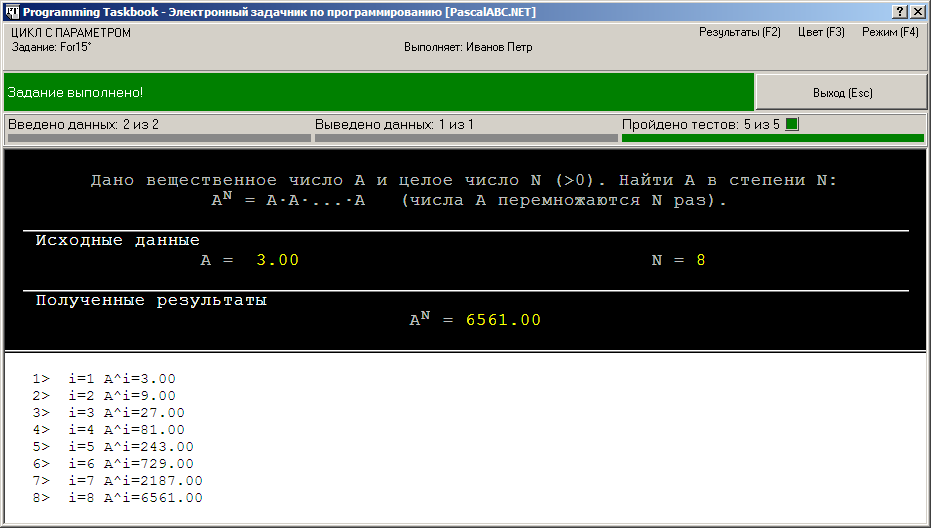 Programming Taskbook - Электронный задачник по программированию [PascalABC.NET]
ЦИКЛ С ПАРАМЕТРОМ
Результаты (F2) Цвет (F3) Режим (F4)
Задание: For15° Выполняет: Иванов Петр
Задание выполнено! Выход (Esc)
Введено данных: 2 из 2 Выведено данных: 1 из 1 Пройдено тестов: 5 из 5
Дано вещественное число A и целое число N (>0). Найти A в степени N:
Aᴺ = A·A·...·A (числа A перемножаются N раз).
Исходные данные
A = 3.00 N = 8
Полученные результаты
Aᴺ = 6561.00
1> i=1 A^i=3.00
2> i=2 A^i=9.00
3> i=3 A^i=27.00
4> i=4 A^i=81.00
5> i=5 A^i=243.00
6> i=6 A^i=729.00
7> i=7 A^i=2187.00
8> i=8 A^i=6561.00